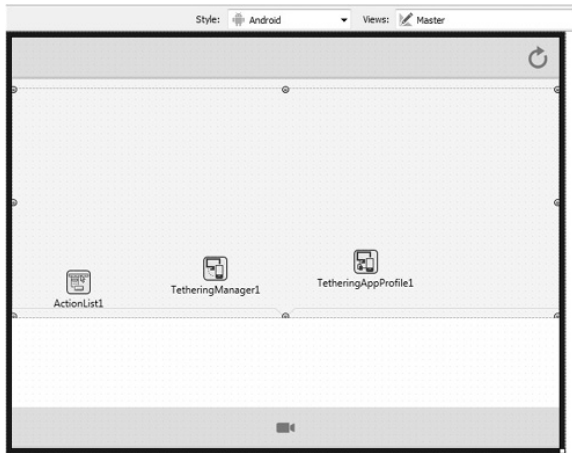 Style: Android Views: Master
TetheringManager1 TetheringAppProfile1
ActionList1